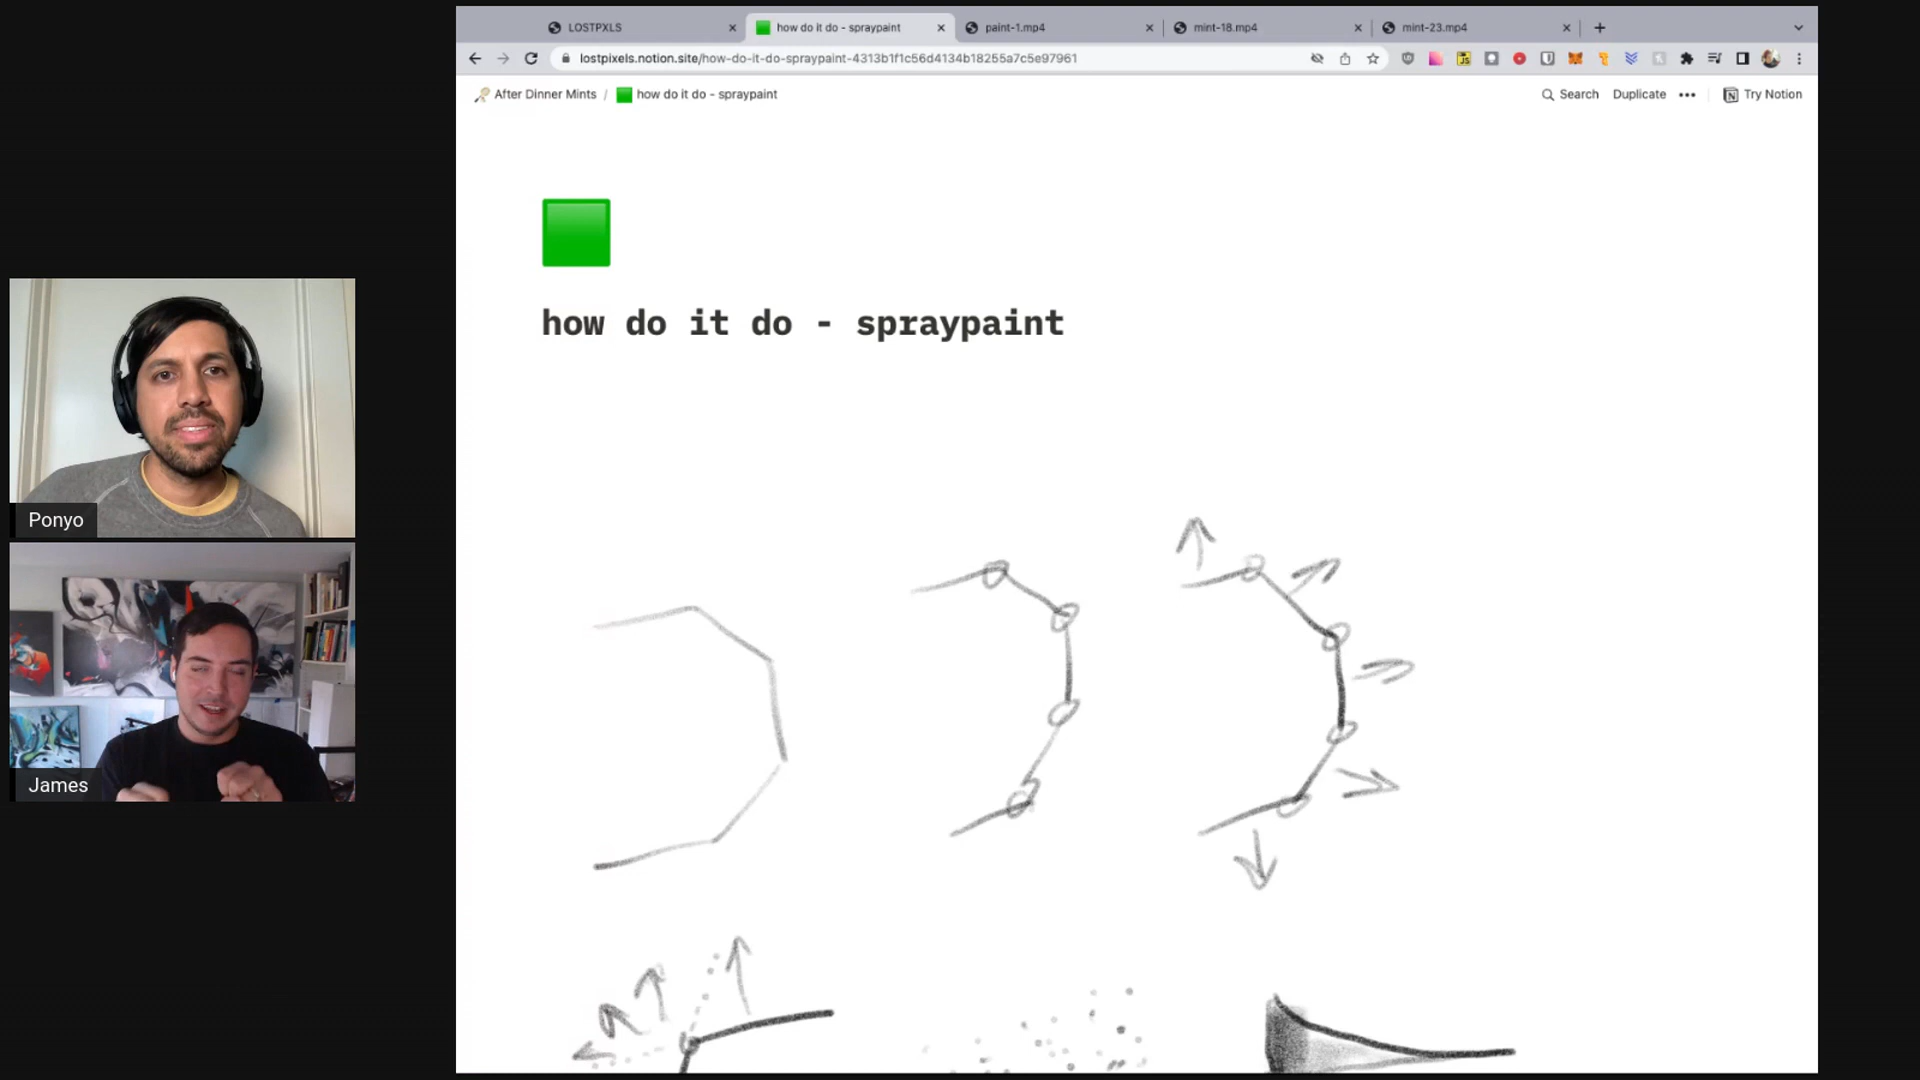 LOSTPXLS
how do it do - spraypaint
paint-1.mp4
mint-18.mp4
mint-23.mp4
lostpixels.notion.site/how-do-it-do-spraypaint-4313b1f1c56d4134b18255a7c5e97961
After Dinner Mints / how do it do - spraypaint
Search Duplicate ••• Try Notion
how do it do - spraypaint
Ponyo
James